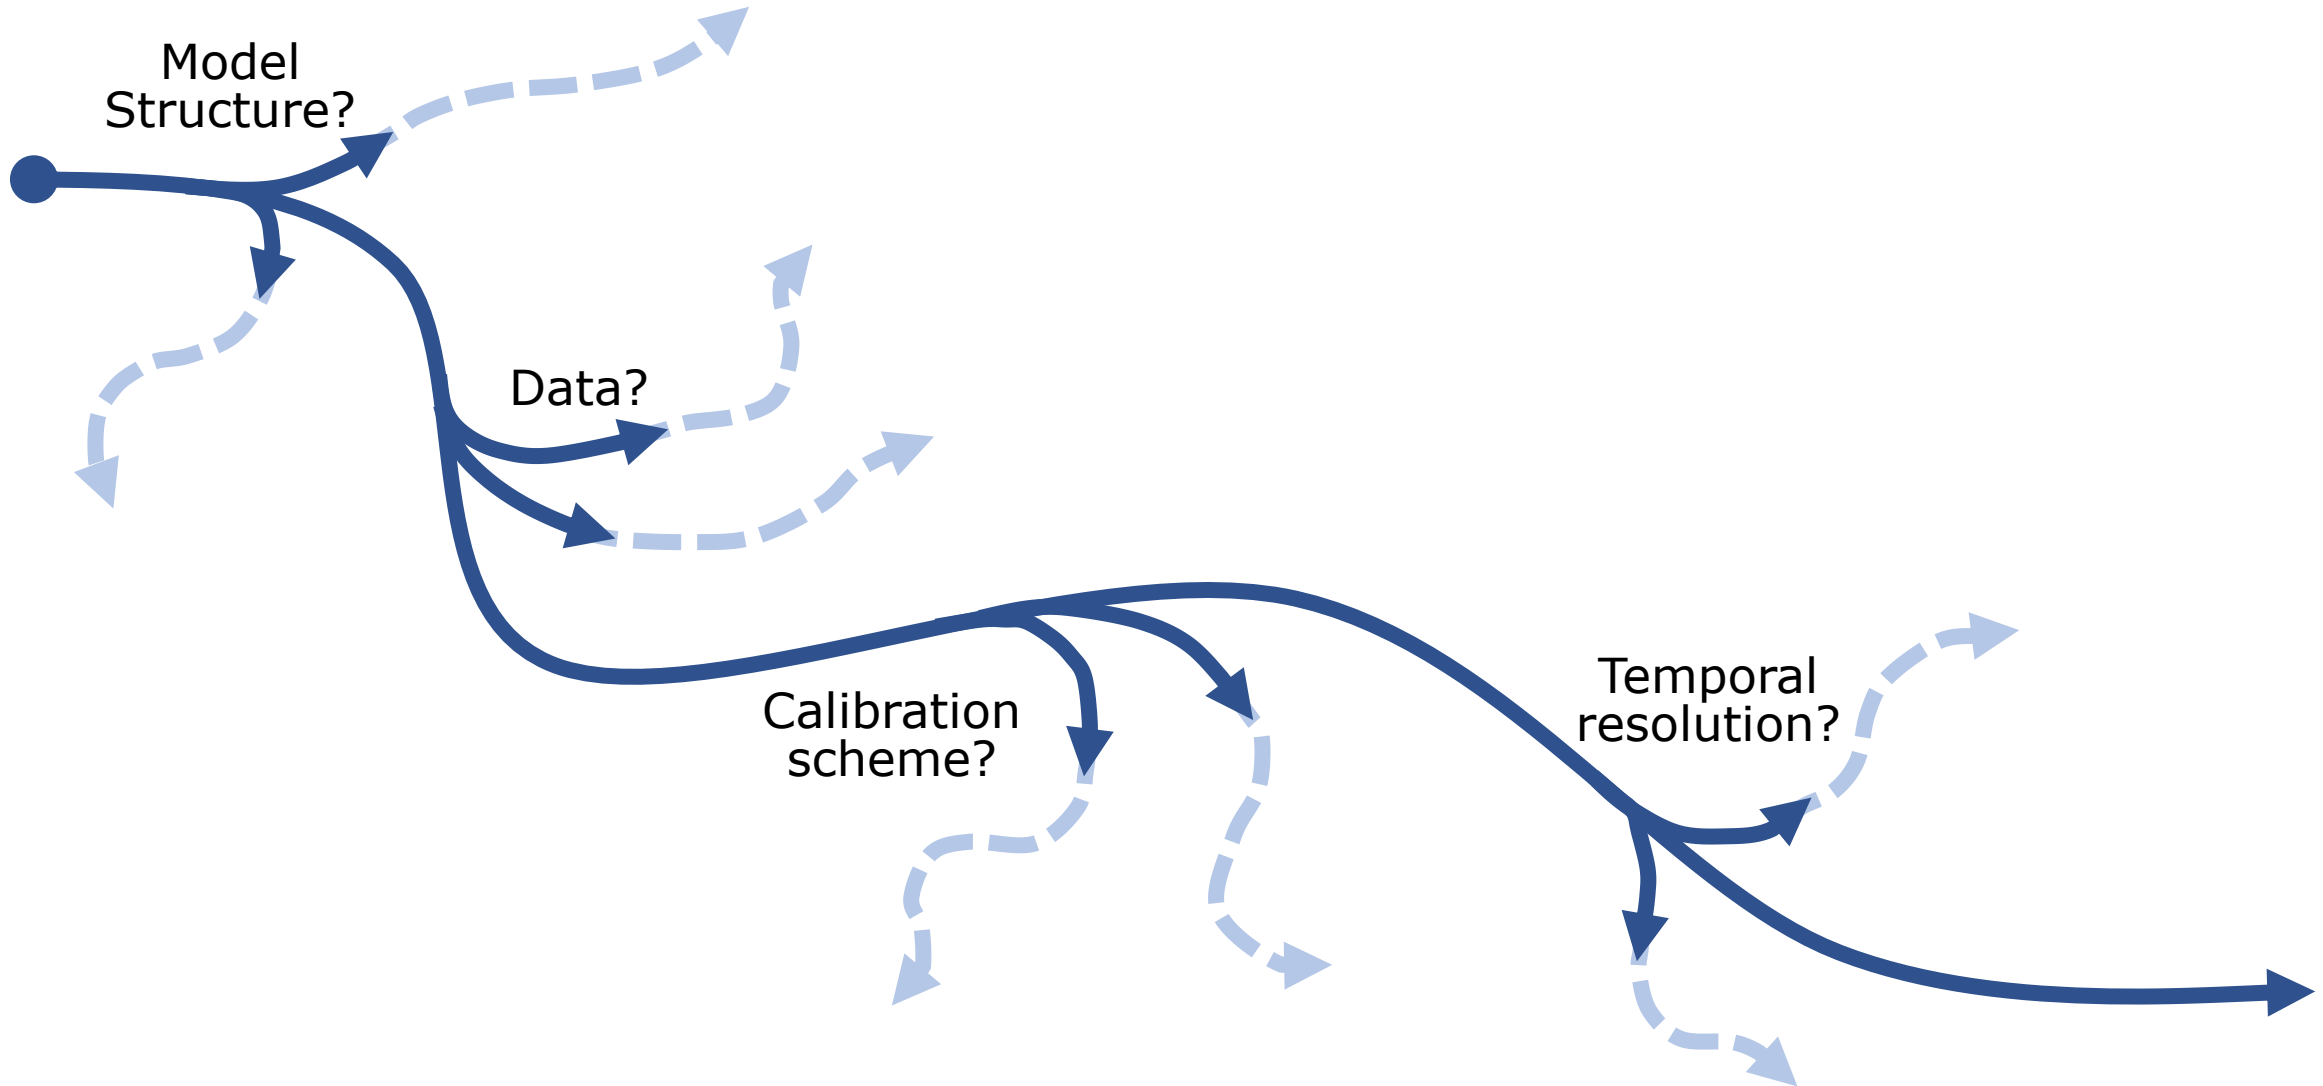 Model
Structure?
Data?
Calibration
scheme?
Temporal
resolution?